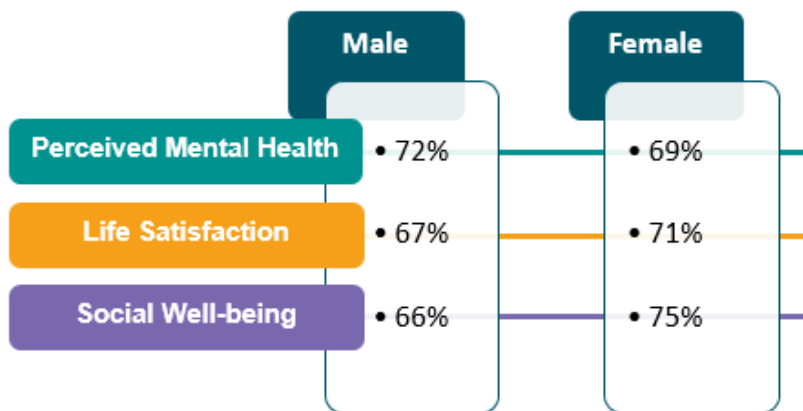 Male Female
Perceived Mental Health • 72% • 69%
Life Satisfaction • 67% • 71%
Social Well-being • 66% • 75%